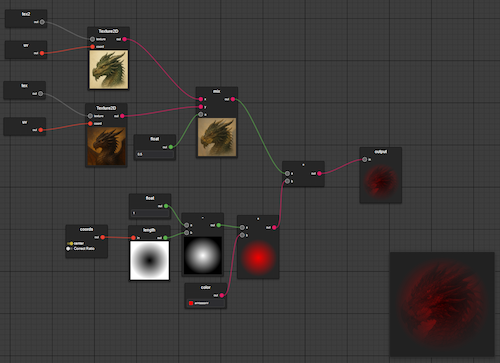 tex2
out
uv
out
Texture2D
texture
out
coord
tex
out
uv
out
Texture2D
texture
out
coord
mix
x
out
y
a
float
out
0.6
float
out
1
coords
out
center
Correct Ratio
length
in
out
-
a
out
b
*
a
out
b
color
out
*
a
out
b
output
in